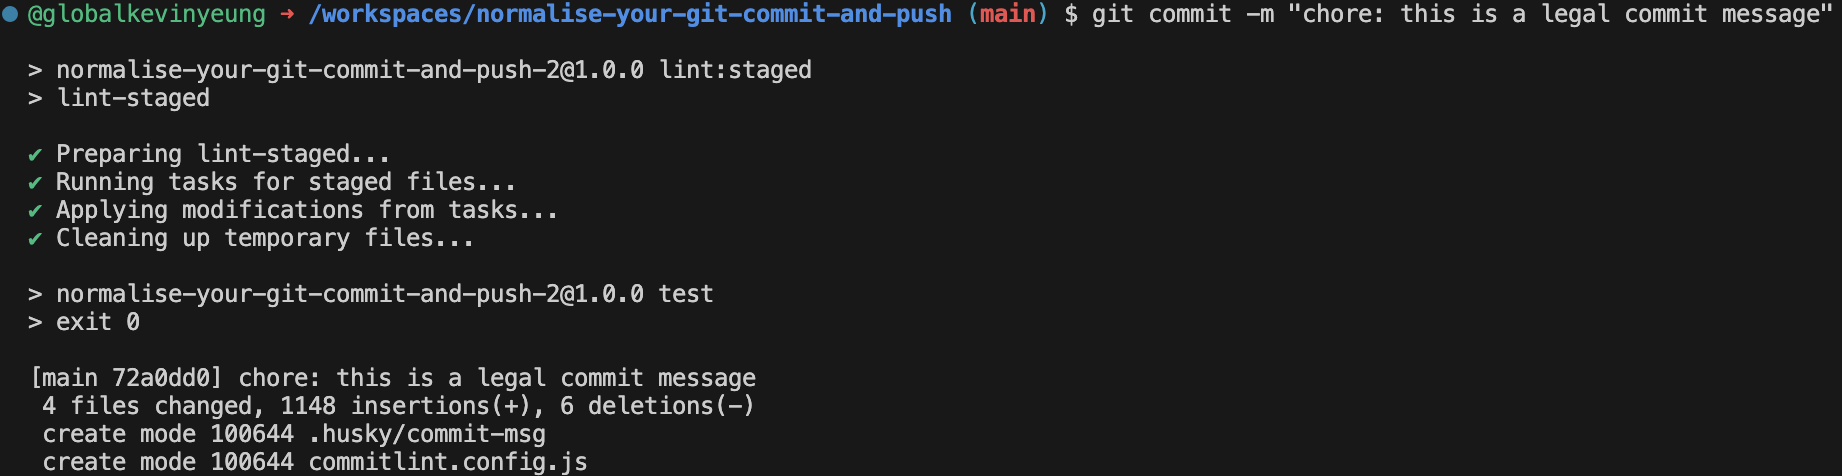 @globalkevinyeung → /workspaces/normalise-your-git-commit-and-push (main) $ git commit -m "chore: this is a legal commit message"
> normalise-your-git-commit-and-push-2@1.0.0 lint:staged
> lint-staged
✔ Preparing lint-staged...
✔ Running tasks for staged files...
✔ Applying modifications from tasks...
✔ Cleaning up temporary files...
> normalise-your-git-commit-and-push-2@1.0.0 test
> exit 0
[main 72a0dd0] chore: this is a legal commit message
4 files changed, 1148 insertions(+), 6 deletions(-)
create mode 100644 .husky/commit-msg
create mode 100644 commitlint.config.js